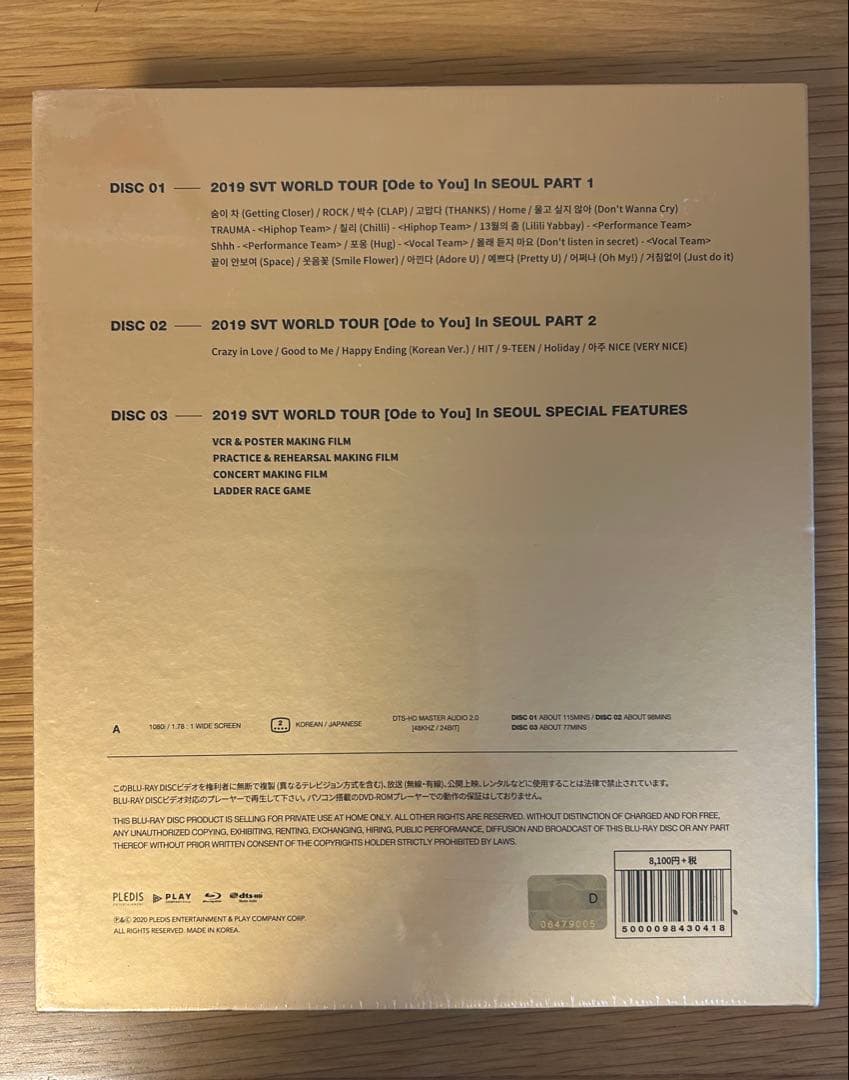 DISC 01 — 2019 SVT WORLD TOUR [Ode to You] In SEOUL PART 1
숨이 차 (Getting Closer) / ROCK / 박수 (CLAP) / 고맙다 (THANKS) / Home / 울고 싶지 않아 (Don't Wanna Cry)
TRAUMA - <Hiphop Team> / 칠리 (Chilli) - <Hiphop Team> / 13월의 춤 (Lilili Yabbay) - <Performance Team>
Shhh - <Performance Team> / 포옹 (Hug) - <Vocal Team> / 몰래 듣지 마요 (Don't listen in secret) - <Vocal Team>
끝이 안보여 (Space) / 웃음꽃 (Smile Flower) / 아낀다 (Adore U) / 예쁘다 (Pretty U) / 어쩌나 (Oh My!) / 거침없이 (Just do it)
DISC 02 — 2019 SVT WORLD TOUR [Ode to You] In SEOUL PART 2
Crazy in Love / Good to Me / Happy Ending (Korean Ver.) / HIT / 9-TEEN / Holiday / 아주 NICE (VERY NICE)
DISC 03 — 2019 SVT WORLD TOUR [Ode to You] In SEOUL SPECIAL FEATURES
VCR & POSTER MAKING FILM
PRACTICE & REHEARSAL MAKING FILM
CONCERT MAKING FILM
LADDER RACE GAME
A 1080i / 1.78 : 1 WIDE SCREEN 2 KOREAN / JAPANESE DTS-HD MASTER AUDIO 2.0 DISC 01 ABOUT 115MINS / DISC 02 ABOUT 98MINS
[48KHZ / 24BIT] DISC 03 ABOUT 77MINS
このBLU-RAY DISCビデオを権利者に無断で複製(異なるテレビジョン方式を含む)、放送(無線・有線)、公開上映、レンタルなどに使用することは法律で禁止されています。
BLU-RAY DISCビデオ対応のプレーヤーで再生して下さい。パソコン搭載のDVD-ROMプレーヤーでの動作の保証はしておりません。
THIS BLU-RAY DISC PRODUCT IS SELLING FOR PRIVATE USE AT HOME ONLY. ALL OTHER RIGHTS ARE RESERVED. WITHOUT DISTINCTION OF CHARGED AND FOR FREE,
ANY UNAUTHORIZED COPYING, EXHIBITING, RENTING, EXCHANGING, HIRING, PUBLIC PERFORMANCE, DIFFUSION AND BROADCAST OF THIS BLU-RAY DISC OR ANY PART
THEREOF WITHOUT PRIOR WRITTEN CONSENT OF THE COPYRIGHTS HOLDER STRICTLY PROHIBITED BY LAWS.
8,100円+税
PLEDIS PLAY dts-HD
D
06479005
5000098430418
Ⓟ&© 2020 PLEDIS ENTERTAINMENT & PLAY COMPANY CORP.
ALL RIGHTS RESERVED. MADE IN KOREA.